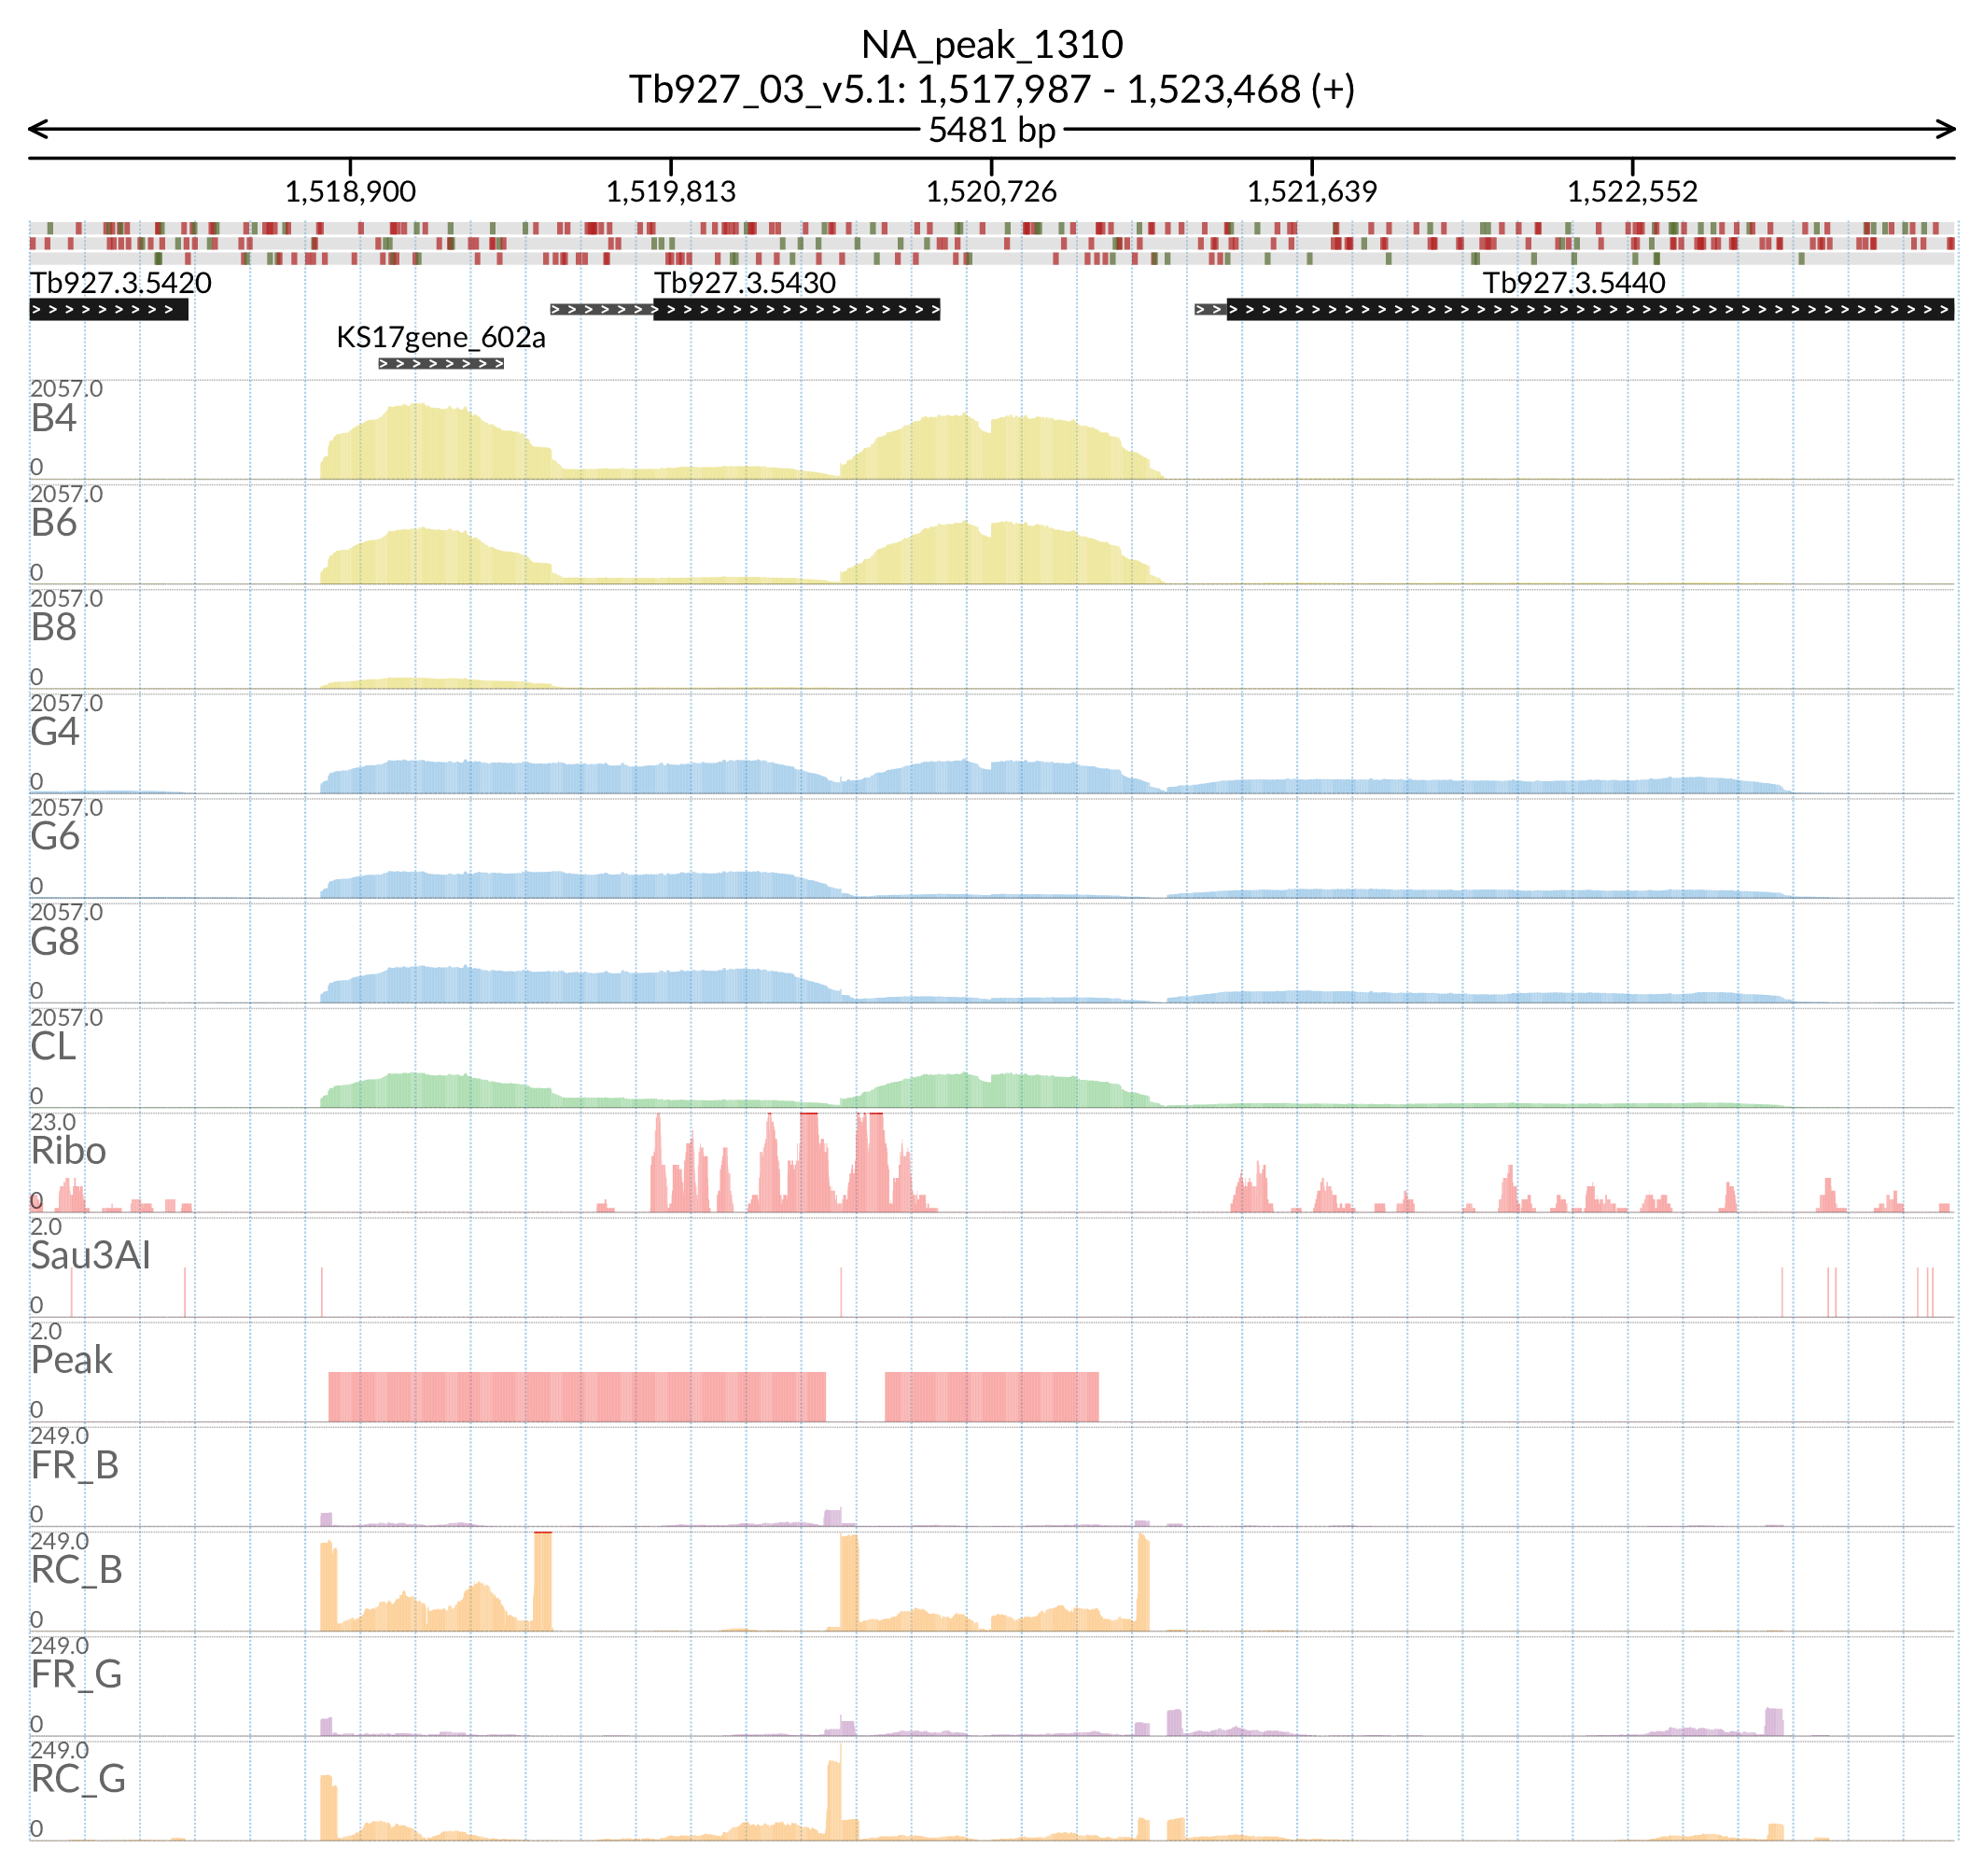 NA_peak_1310
Tb927_03_v5.1: 1,517,987 - 1,523,468 (+)
5481 bp
1,518,900 1,519,813 1,520,726 1,521,639 1,522,552
Tb927.3.5420 Tb927.3.5430 Tb927.3.5440
KS17gene_602a
2057.0
B4
0
2057.0
B6
0
2057.0
B8
0
2057.0
G4
0
2057.0
G6
0
2057.0
G8
0
2057.0
CL
0
23.0
Ribo
0
2.0
Sau3AI
0
2.0
Peak
0
249.0
FR_B
0
249.0
RC_B
0
249.0
FR_G
0
249.0
RC_G
0